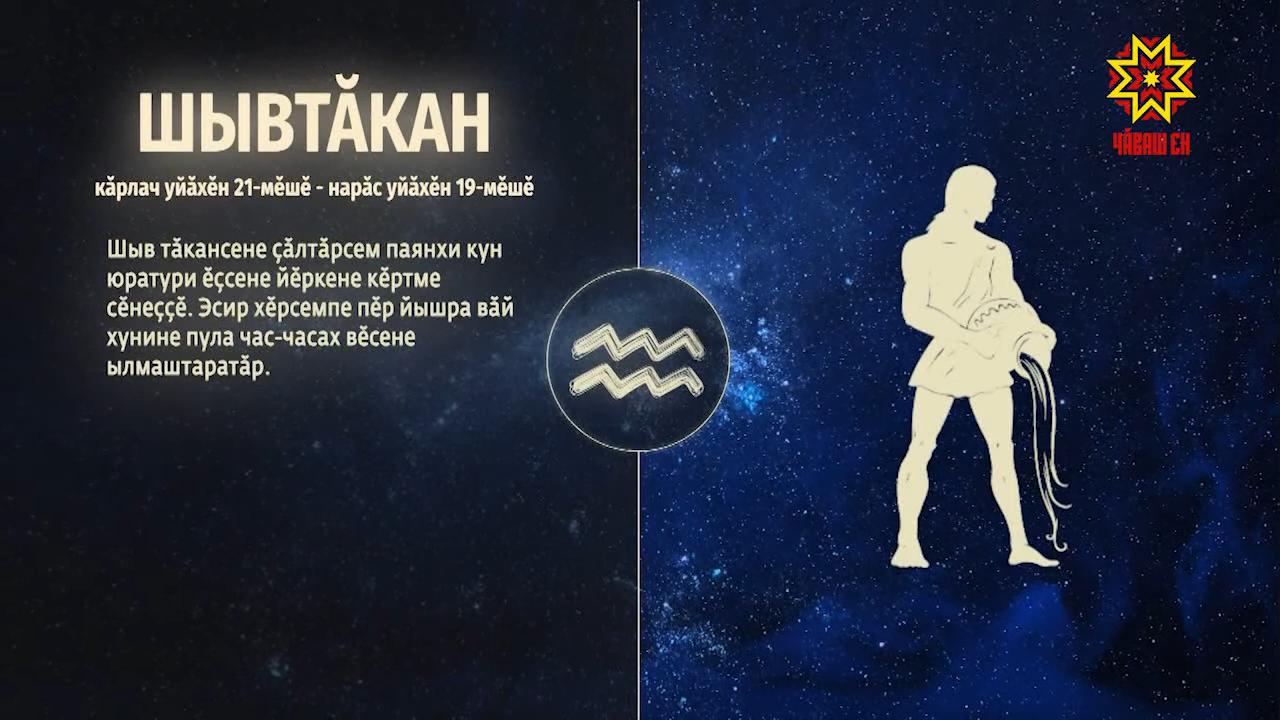 ШЫВТӐКАН
кӑрлач уйӑхӗн 21-мӗшӗ - нарӑс уйӑхӗн 19-мӗшӗ
Шыв тӑкансене ҫӑлтӑрсем паянхи кун
юратури ӗҫсене йӗркене кӗртме
сӗнеҫҫӗ. Эсир хӗрсемпе пӗр йышра вӑй
хунине пула час-часах вӗсене
ылмаштаратӑр.
ЧӐВАШ ЕН